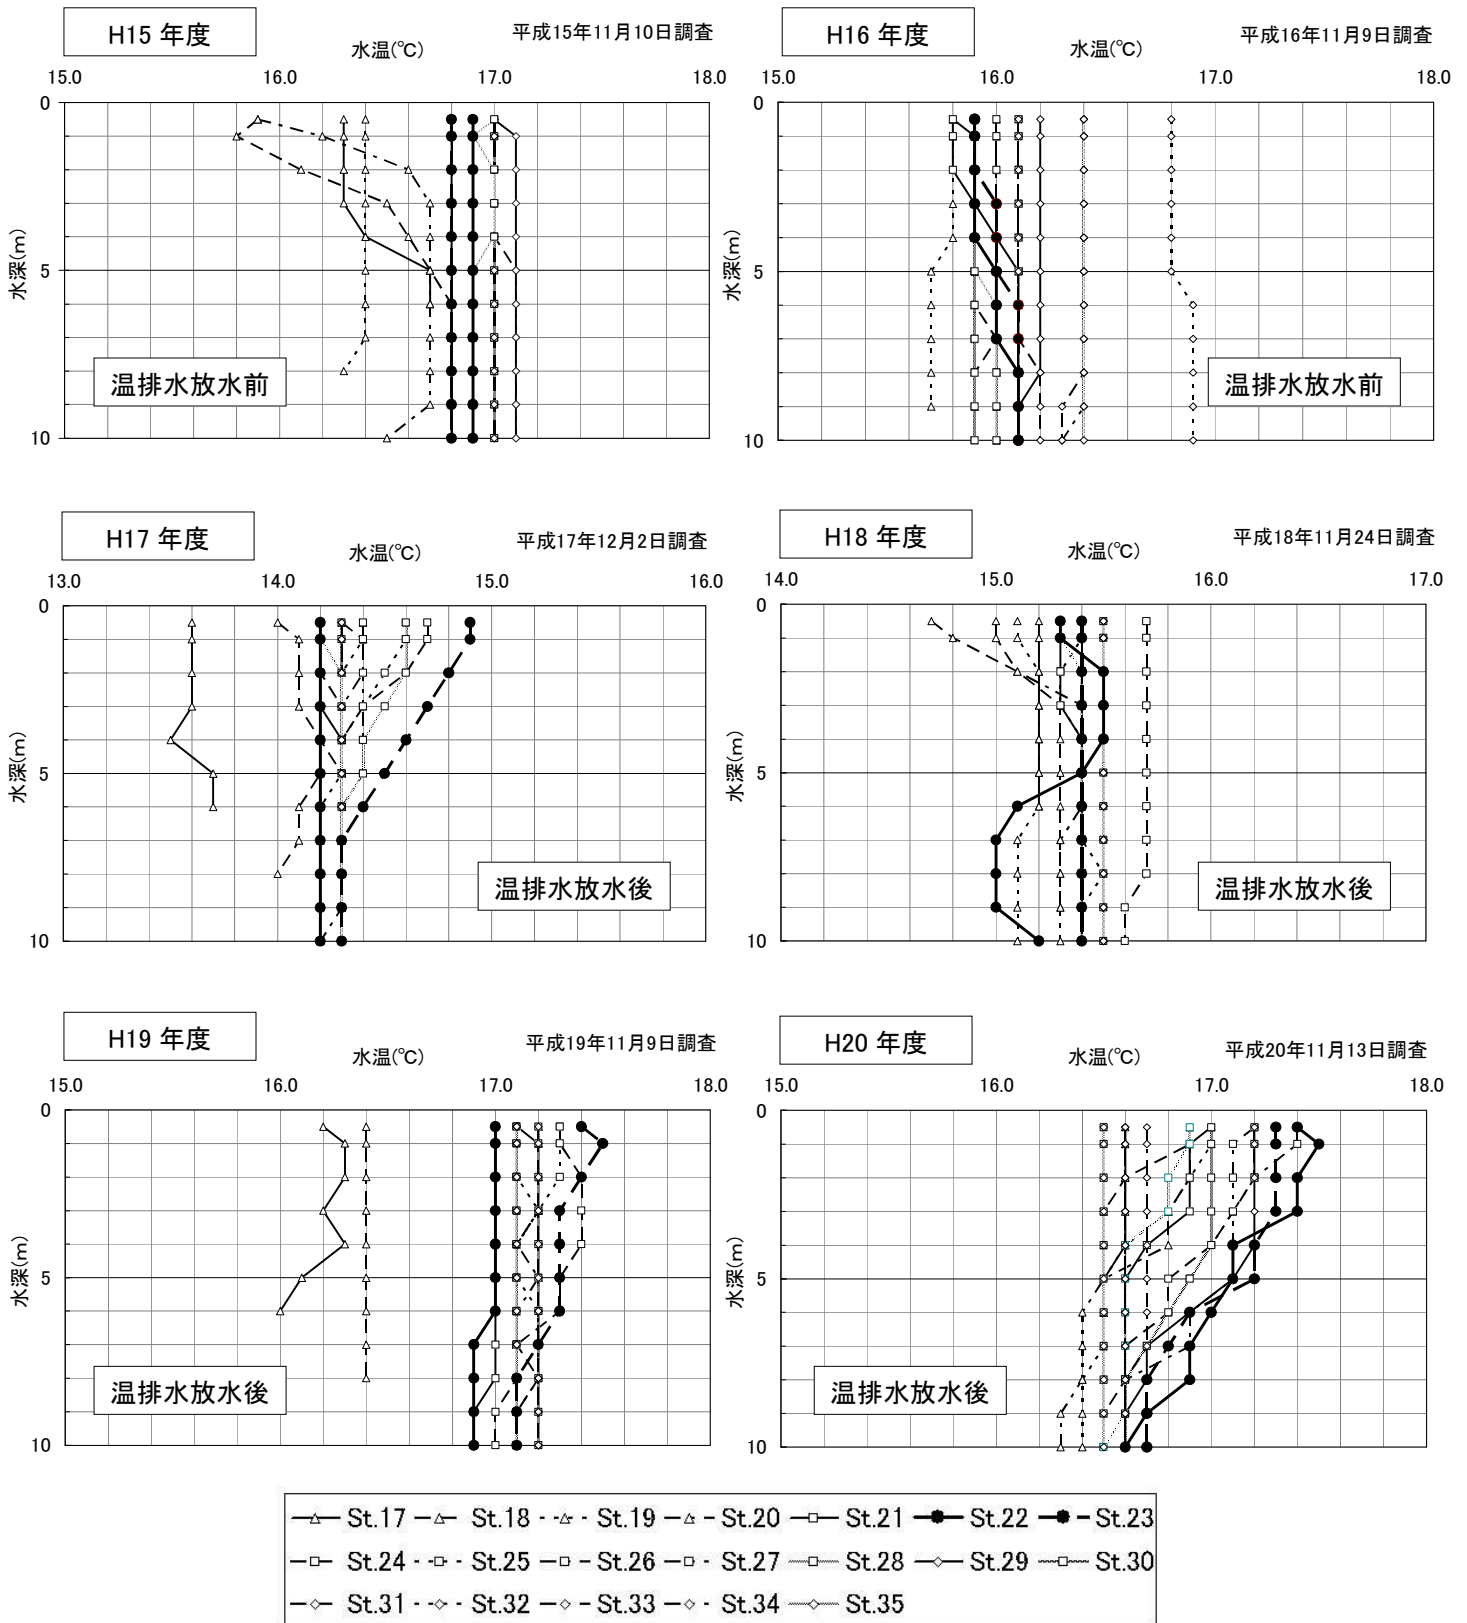 H15 年度
平成15年11月10日調査
水温(℃)
15.0 16.0 17.0 18.0
0
5
10
水深(m)
温排水放水前
H16 年度
平成16年11月9日調査
水温(℃)
15.0 16.0 17.0 18.0
0
5
10
水深(m)
温排水放水前
H17 年度
平成17年12月2日調査
水温(℃)
13.0 14.0 15.0 16.0
0
5
10
水深(m)
温排水放水後
H18 年度
平成18年11月24日調査
水温(℃)
14.0 15.0 16.0 17.0
0
5
10
水深(m)
温排水放水後
H19 年度
平成19年11月9日調査
水温(℃)
15.0 16.0 17.0 18.0
0
5
10
水深(m)
温排水放水後
H20 年度
平成20年11月13日調査
水温(℃)
15.0 16.0 17.0 18.0
0
5
10
水深(m)
温排水放水後
St.17 St.18 St.19 St.20 St.21 St.22 St.23
St.24 St.25 St.26 St.27 St.28 St.29 St.30
St.31 St.32 St.33 St.34 St.35